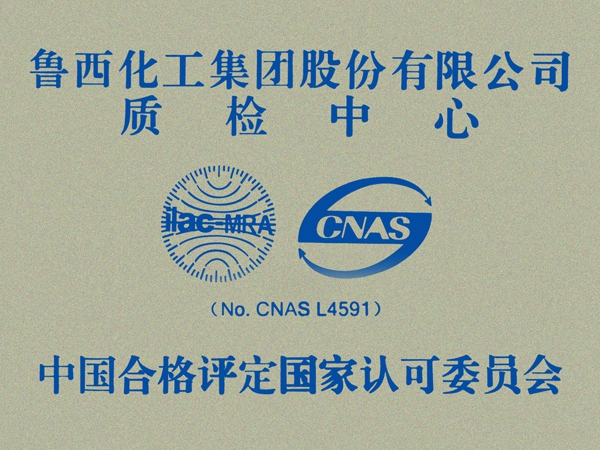 鲁西化工集团股份有限公司
质检中心
ilac-MRA
CNAS
（No. CNAS L4591）
中国合格评定国家认可委员会